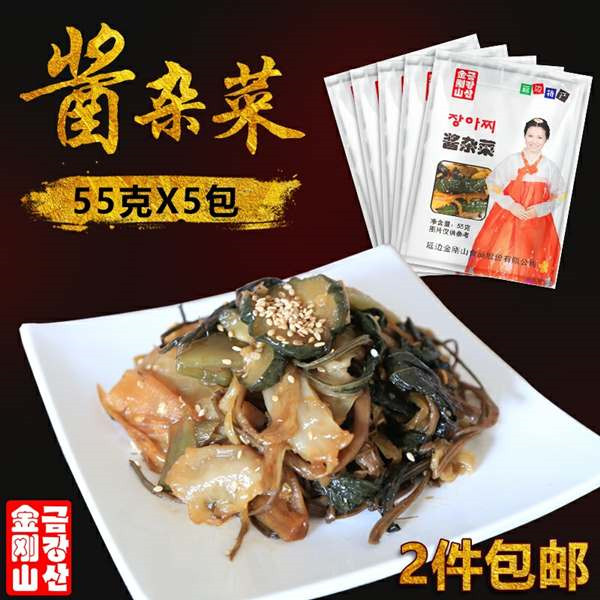 酱杂菜
55克X5包
金刚山
금강산
延边特产
장아찌
酱杂菜
净含量：55克
图片仅供参考
延边金刚山食品股份有限公司
金刚山
금강산
2件包邮